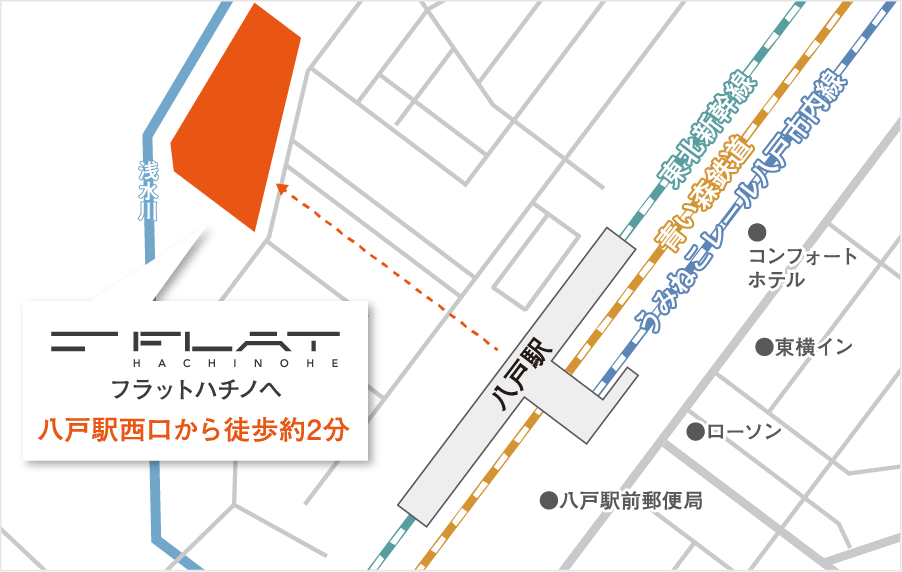 東北新幹線
青い森鉄道
うみねこレール八戸市内線
浅水川
コンフォート
ホテル
FLAT
HACHINOHE
フラットハチノヘ
八戸駅西口から徒歩約2分
八戸駅
東横イン
ローソン
八戸駅前郵便局